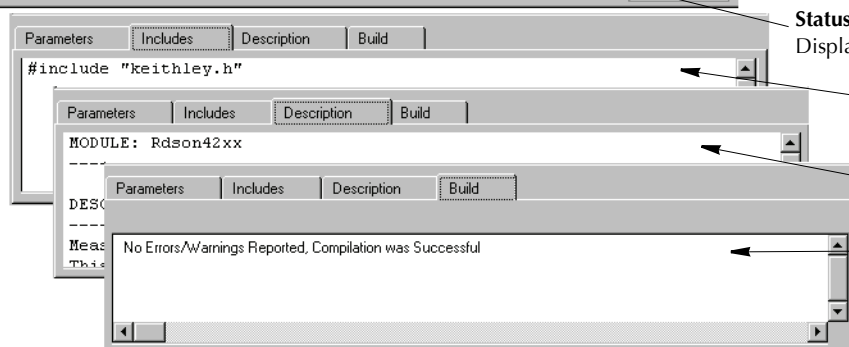 Status
Displa
Parameters Includes Description Build
#include "keithley.h"
Parameters Includes Description Build
MODULE: Rdson42xx
----
Parameters Includes Description Build
DESC
----
Meas
This
No Errors/Warnings Reported, Compilation was Successful